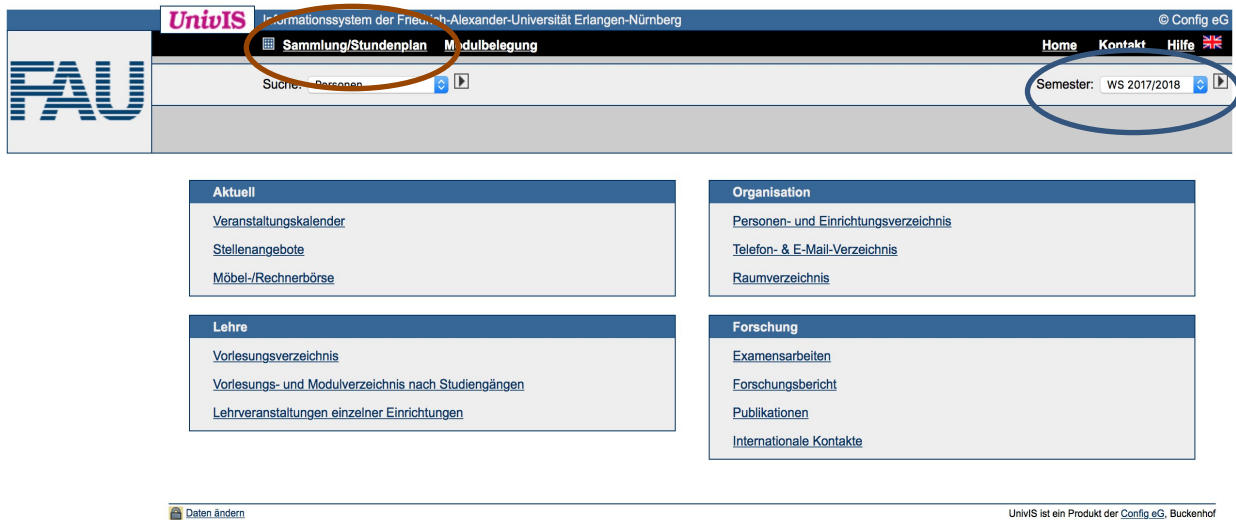 UnivIS Informationssystem der Friedrich-Alexander-Universität Erlangen-Nürnberg © Config eG
Sammlung/Stundenplan Modulbelegung Home Kontakt Hilfe
FAU
Suche: Personen Semester: WS 2017/2018
Aktuell
Veranstaltungskalender
Stellenangebote
Möbel-/Rechnerbörse
Organisation
Personen- und Einrichtungsverzeichnis
Telefon- & E-Mail-Verzeichnis
Raumverzeichnis
Lehre
Vorlesungsverzeichnis
Vorlesungs- und Modulverzeichnis nach Studiengängen
Lehrveranstaltungen einzelner Einrichtungen
Forschung
Examensarbeiten
Forschungsbericht
Publikationen
Internationale Kontakte
Daten ändern UnivIS ist ein Produkt der Config eG, Buckenhof